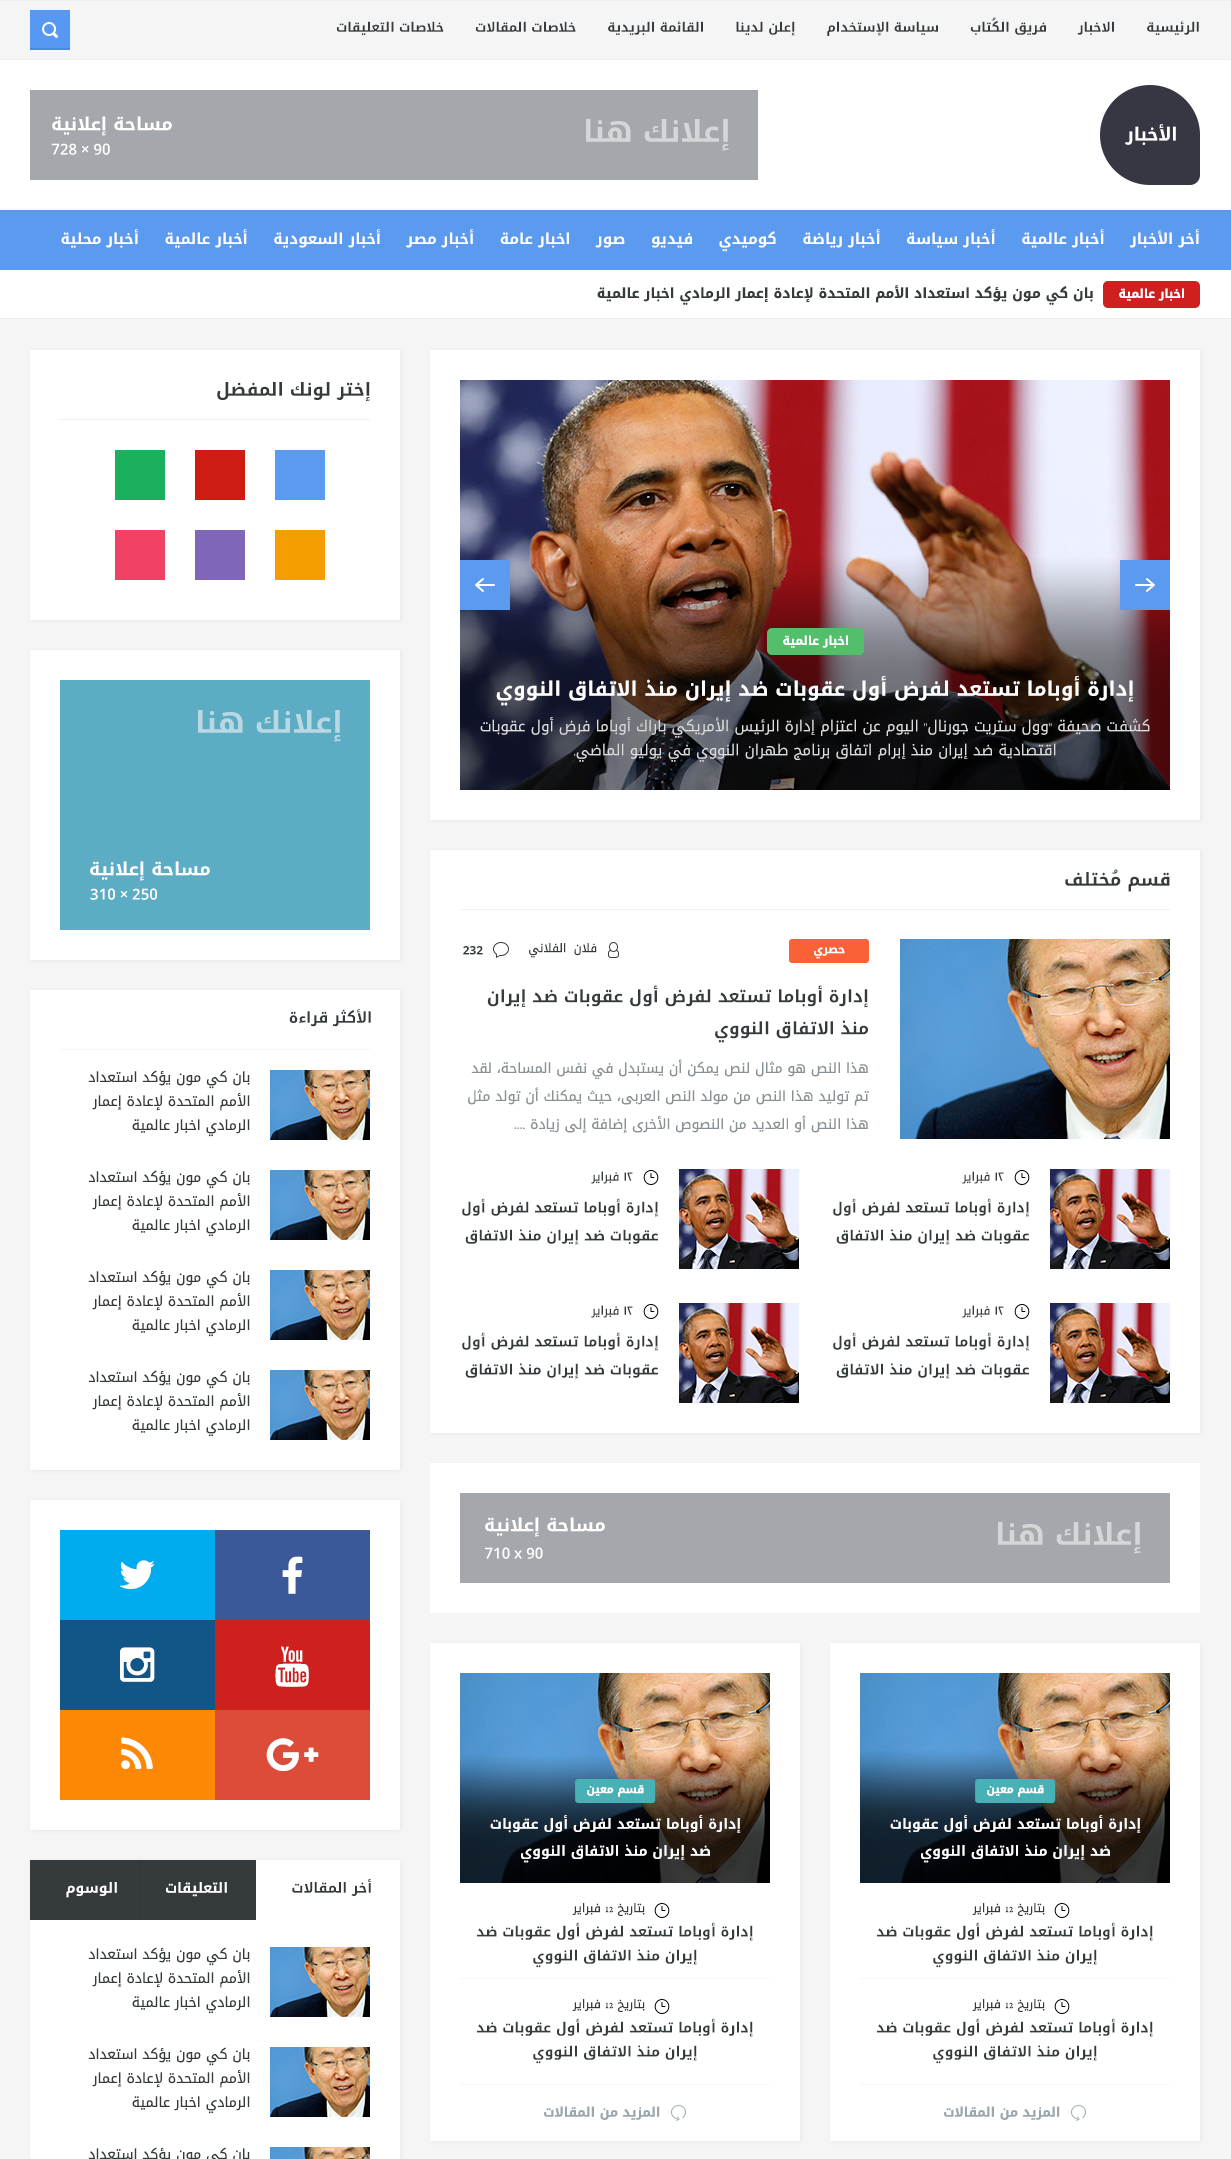 الرئيسية
الاخبار
فريق الكُتاب
سياسة الإستخدام
إعلن لدينا
القائمة البريدية
خلاصات المقالات
خلاصات التعليقات
الأخبار
إعلانك هنا
مساحة إعلانية
728 × 90
أخر الأخبار
أخبار عالمية
أخبار سياسة
أخبار رياضة
كوميدي
فيديو
صور
اخبار عامة
أخبار مصر
أخبار السعودية
أخبار عالمية
أخبار محلية
اخبار عالمية
بان كي مون يؤكد استعداد الأمم المتحدة لإعادة إعمار الرمادي اخبار عالمية
اخبار عالمية
إدارة أوباما تستعد لفرض أول عقوبات ضد إيران منذ الاتفاق النووي
كشفت صحيفة "وول ستريت جورنال" اليوم عن اعتزام إدارة الرئيس الأمريكي باراك أوباما فرض أول عقوبات
اقتصادية ضد إيران منذ إبرام اتفاق برنامج طهران النووي في يوليو الماضي.
قسم مُختلف
حصري
فلان الفلاني
232
إدارة أوباما تستعد لفرض أول عقوبات ضد إيران
منذ الاتفاق النووي
هذا النص هو مثال لنص يمكن أن يستبدل في نفس المساحة، لقد
تم توليد هذا النص من مولد النص العربى، حيث يمكنك أن تولد مثل
هذا النص أو العديد من النصوص الأخرى إضافة إلى زيادة ....
١٢ فبراير
إدارة أوباما تستعد لفرض أول
عقوبات ضد إيران منذ الاتفاق
١٢ فبراير
إدارة أوباما تستعد لفرض أول
عقوبات ضد إيران منذ الاتفاق
١٢ فبراير
إدارة أوباما تستعد لفرض أول
عقوبات ضد إيران منذ الاتفاق
١٢ فبراير
إدارة أوباما تستعد لفرض أول
عقوبات ضد إيران منذ الاتفاق
إعلانك هنا
مساحة إعلانية
710 x 90
قسم معين
إدارة أوباما تستعد لفرض أول عقوبات
ضد إيران منذ الاتفاق النووي
بتاريخ 12 فبراير
إدارة أوباما تستعد لفرض أول عقوبات ضد
إيران منذ الاتفاق النووي
بتاريخ 12 فبراير
إدارة أوباما تستعد لفرض أول عقوبات ضد
إيران منذ الاتفاق النووي
المزيد من المقالات
قسم معين
إدارة أوباما تستعد لفرض أول عقوبات
ضد إيران منذ الاتفاق النووي
بتاريخ 12 فبراير
إدارة أوباما تستعد لفرض أول عقوبات ضد
إيران منذ الاتفاق النووي
بتاريخ 12 فبراير
إدارة أوباما تستعد لفرض أول عقوبات ضد
إيران منذ الاتفاق النووي
المزيد من المقالات
إختر لونك المفضل
إعلانك هنا
مساحة إعلانية
310 × 250
الأكثر قراءة
بان كي مون يؤكد استعداد
الأمم المتحدة لإعادة إعمار
الرمادي اخبار عالمية
بان كي مون يؤكد استعداد
الأمم المتحدة لإعادة إعمار
الرمادي اخبار عالمية
بان كي مون يؤكد استعداد
الأمم المتحدة لإعادة إعمار
الرمادي اخبار عالمية
بان كي مون يؤكد استعداد
الأمم المتحدة لإعادة إعمار
الرمادي اخبار عالمية
You
Tube
G+
أخر المقالات
التعليقات
الوسوم
بان كي مون يؤكد استعداد
الأمم المتحدة لإعادة إعمار
الرمادي اخبار عالمية
بان كي مون يؤكد استعداد
الأمم المتحدة لإعادة إعمار
الرمادي اخبار عالمية
بان كي مون يؤكد استعداد